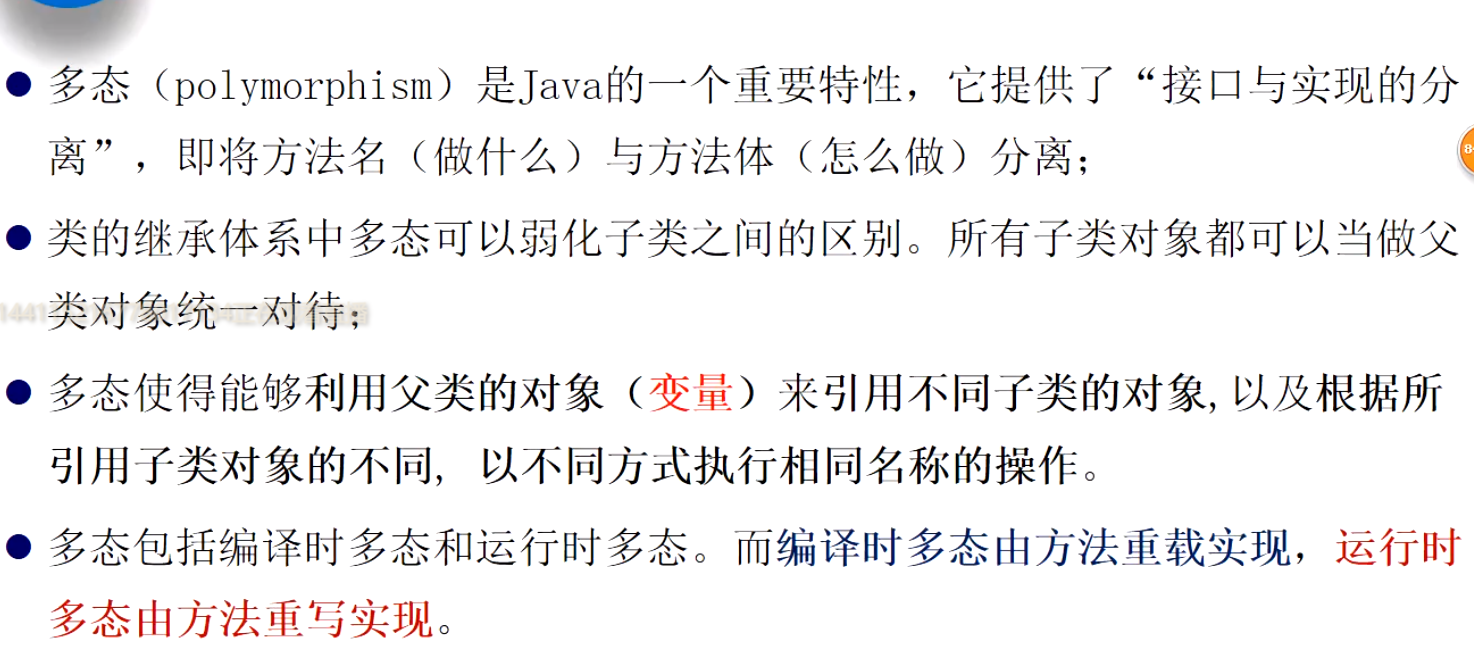 ● 多态（polymorphism）是Java的一个重要特性，它提供了“接口与实现的分
离”，即将方法名（做什么）与方法体（怎么做）分离；
● 类的继承体系中多态可以弱化子类之间的区别。所有子类对象都可以当做父
类对象统一对待；
● 多态使得能够利用父类的对象（变量）来引用不同子类的对象,以及根据所
引用子类对象的不同，以不同方式执行相同名称的操作。
● 多态包括编译时多态和运行时多态。而编译时多态由方法重载实现，运行时
多态由方法重写实现。